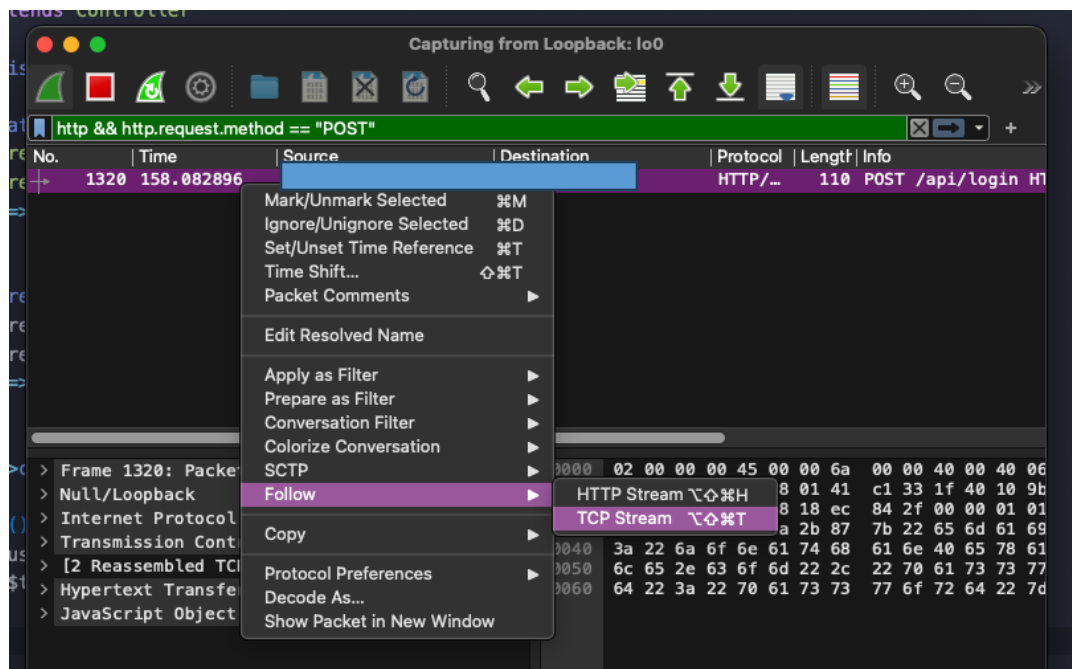 Capturing from Loopback: lo0
http && http.request.method == "POST"
No. Time Source Destination Protocol Length Info
1320 158.082896 HTTP/… 110 POST /api/login
Mark/Unmark Selected ⌘M
Ignore/Unignore Selected ⌘D
Set/Unset Time Reference ⌘T
Time Shift... ⇧⌘T
Packet Comments
Edit Resolved Name
Apply as Filter
Prepare as Filter
Conversation Filter
Colorize Conversation
SCTP
Follow
HTTP Stream ⌥⇧⌘H
TCP Stream ⌥⇧⌘T
Copy
Protocol Preferences
Decode As...
Show Packet in New Window
Frame 1320: Packe
Null/Loopback
Internet Protocol
Transmission Cont
[2 Reassembled TC
Hypertext Transfe
JavaScript Object
0000 02 00 00 00 45 00 00 6a 00 00 40 00 40 06
8 01 41 c1 33 1f 40 10 9b
8 18 ec 84 2f 00 00 01 01
a 2b 87 7b 22 65 6d 61 69
0040 3a 22 6a 6f 6e 61 74 68 61 6e 40 65 78 61
0050 6c 65 2e 63 6f 6d 22 2c 22 70 61 73 73 77
0060 64 22 3a 22 70 61 73 73 77 6f 72 64 22 7d